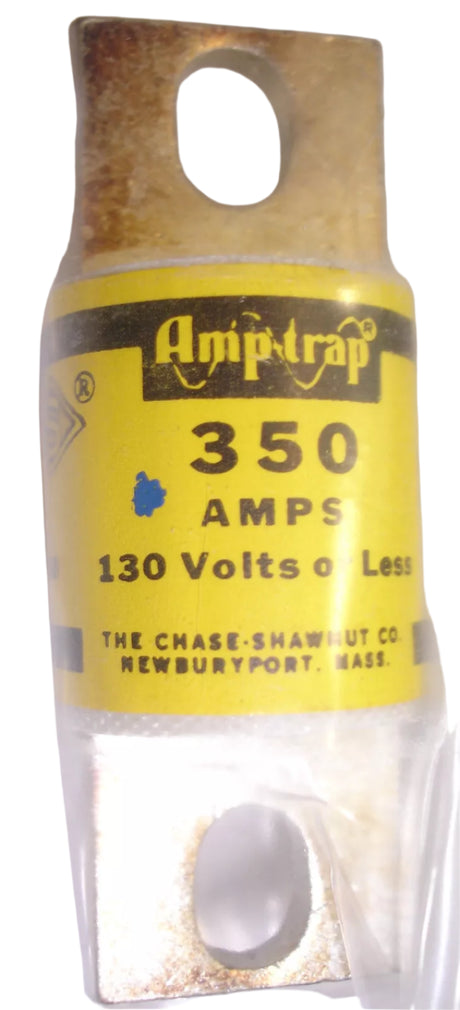 Amp-trap®
®
350
AMPS
130 Volts or Less
THE CHASE-SHAWMUT CO.
NEWBURYPORT, MASS.